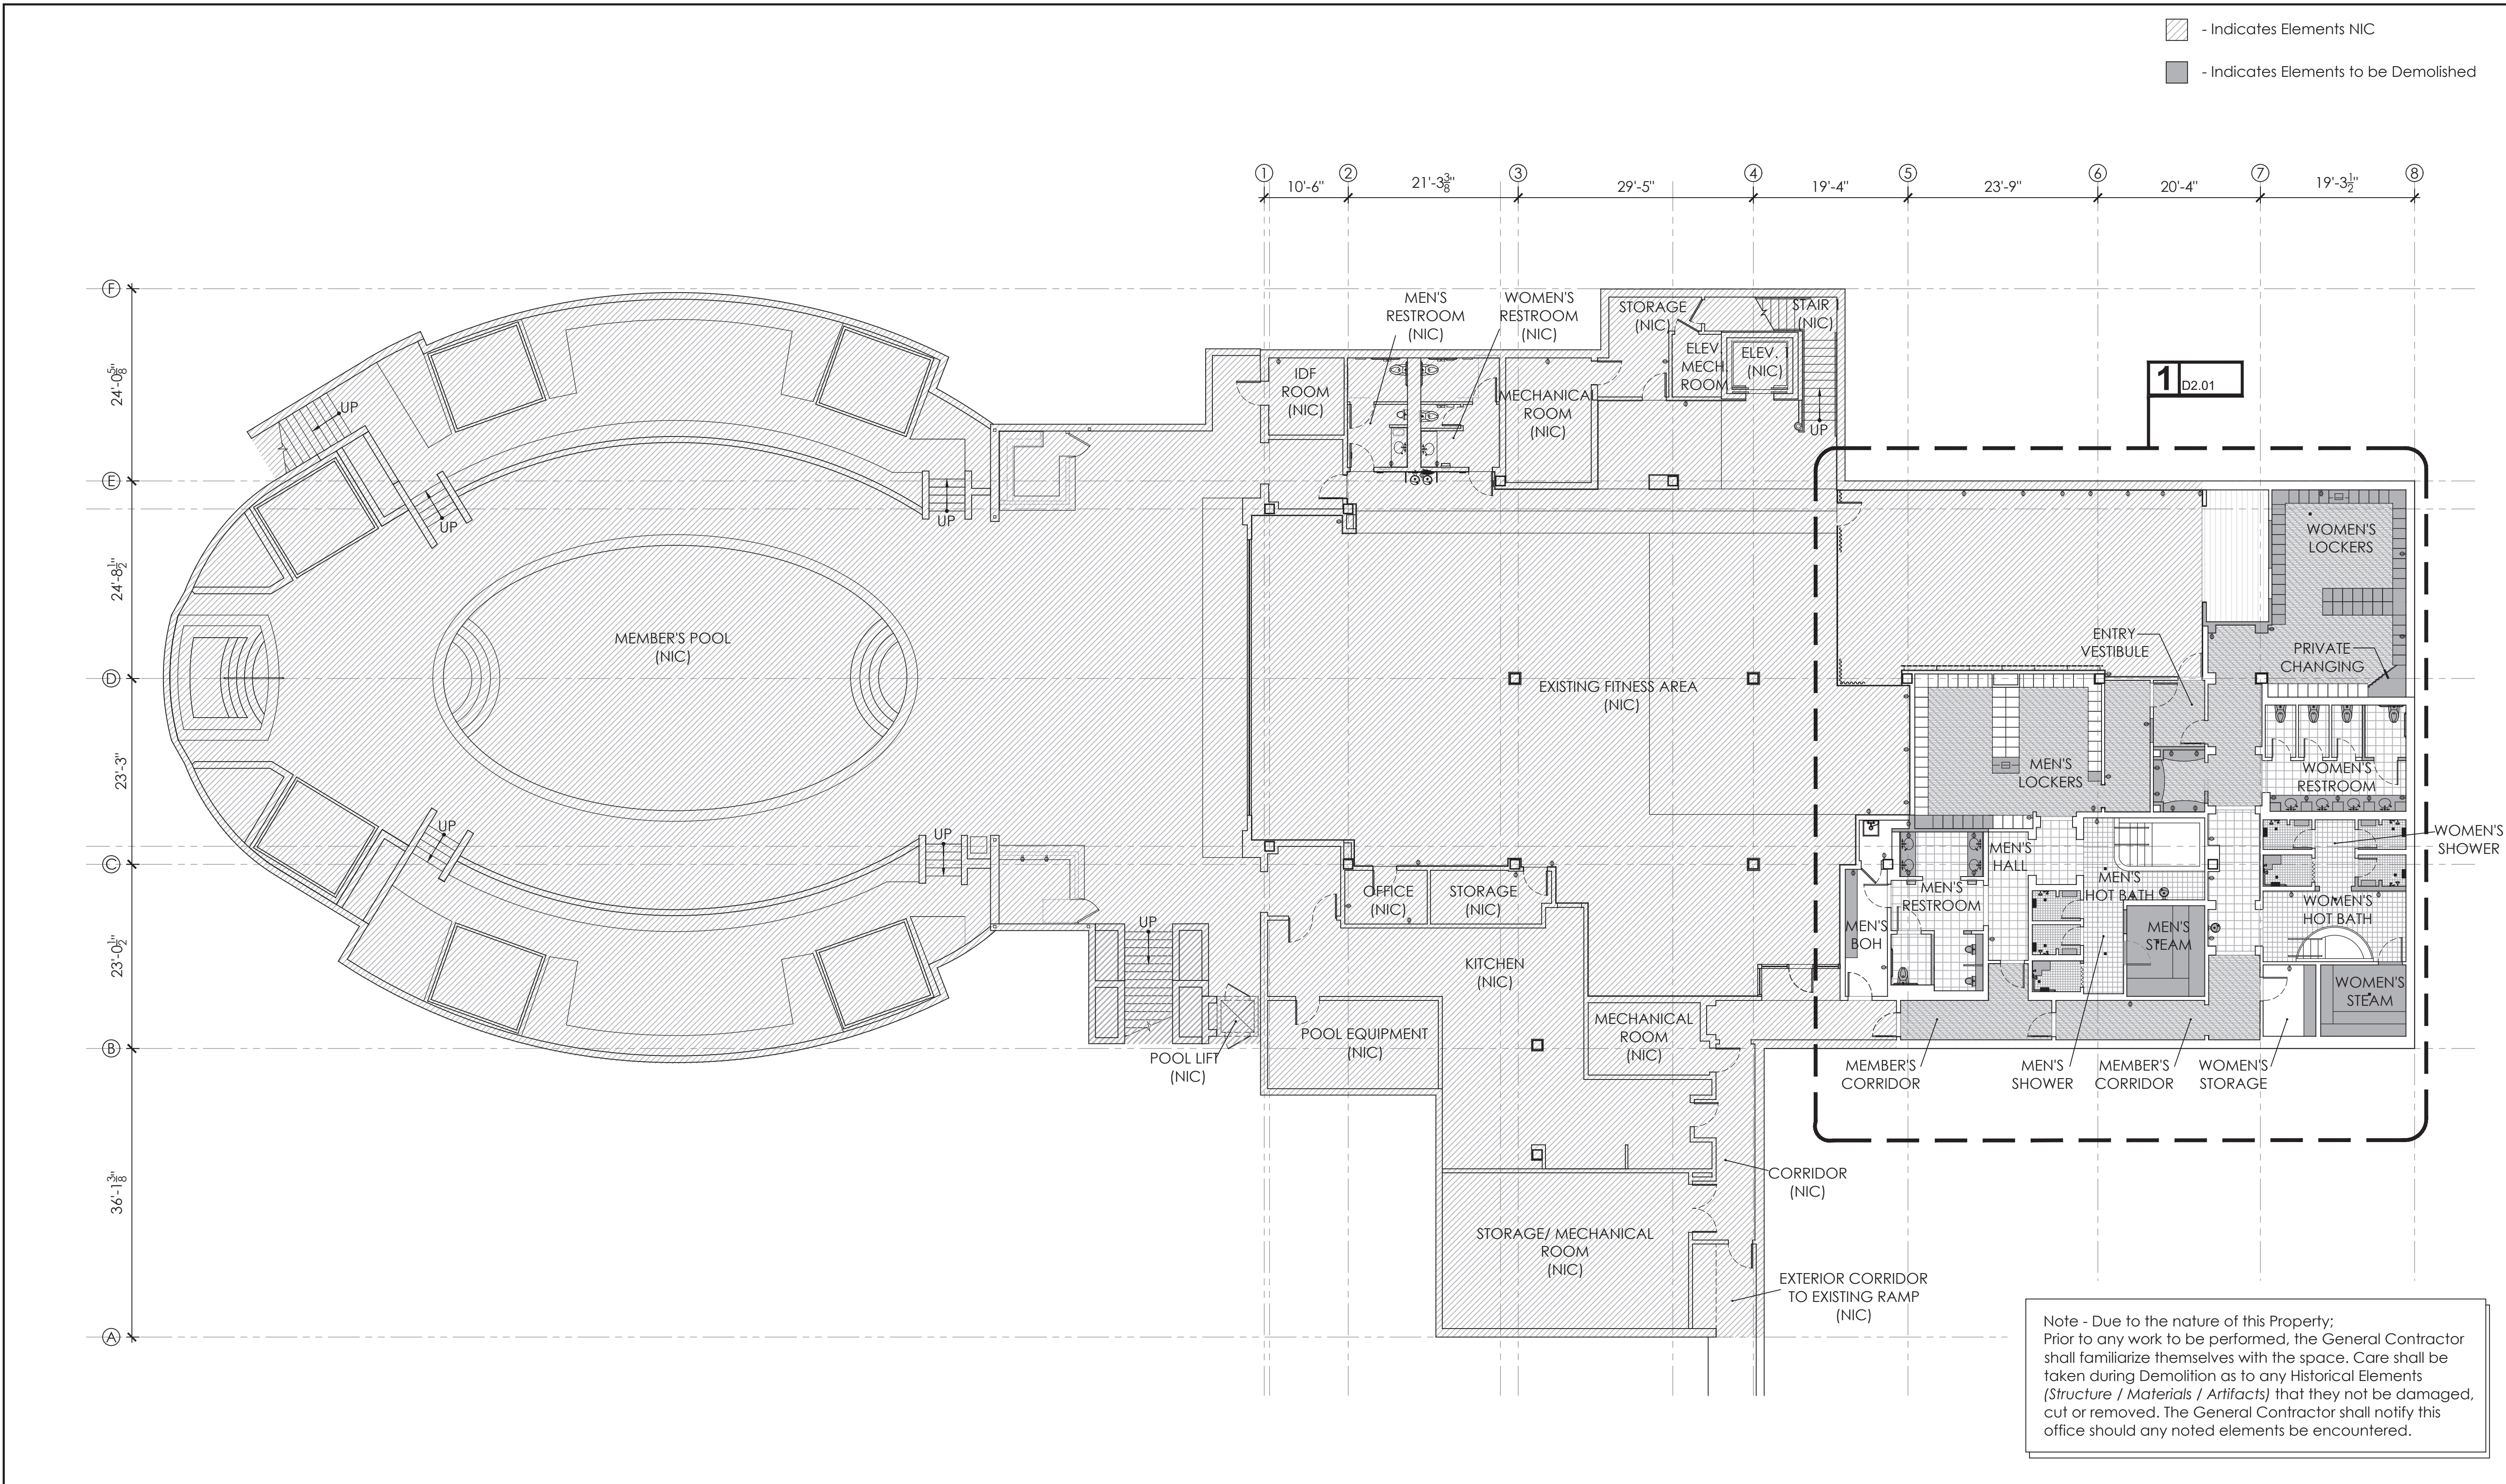 - Indicates Elements NIC
- Indicates Elements to be Demolished
1
2
3
4
5
6
7
8
10'-6"
21'-3 3/8"
29'-5"
19'-4"
23'-9"
20'-4"
19'-3 1/2"
F
E
D
C
B
A
24'-0 5/8"
24'-8 1/2"
23'-3"
23'-0 1/2"
36'-1 3/8"
1
D2.01
MEN'S
RESTROOM
(NIC)
WOMEN'S
RESTROOM
(NIC)
STORAGE
(NIC)
STAIR
(NIC)
IDF
ROOM
(NIC)
MECHANICAL
ROOM
(NIC)
ELEV.
MECH.
ROOM
ELEV. 1
(NIC)
UP
UP
UP
UP
MEMBER'S POOL
(NIC)
EXISTING FITNESS AREA
(NIC)
WOMEN'S
LOCKERS
ENTRY
VESTIBULE
PRIVATE
CHANGING
MEN'S
LOCKERS
WOMEN'S
RESTROOM
WOMEN'S
SHOWER
UP
UP
UP
OFFICE
(NIC)
STORAGE
(NIC)
MEN'S
HALL
MEN'S
RESTROOM
MEN'S
HOT BATH
WOMEN'S
HOT BATH
MEN'S
BOH
MEN'S
STEAM
WOMEN'S
STEAM
KITCHEN
(NIC)
POOL EQUIPMENT
(NIC)
MECHANICAL
ROOM
(NIC)
POOL LIFT
(NIC)
MEMBER'S
CORRIDOR
MEN'S
SHOWER
MEMBER'S
CORRIDOR
WOMEN'S
STORAGE
CORRIDOR
(NIC)
STORAGE/ MECHANICAL
ROOM
(NIC)
EXTERIOR CORRIDOR
TO EXISTING RAMP
(NIC)
Note - Due to the nature of this Property;
Prior to any work to be performed, the General Contractor
shall familiarize themselves with the space. Care shall be
taken during Demolition as to any Historical Elements
(Structure / Materials / Artifacts) that they not be damaged,
cut or removed. The General Contractor shall notify this
office should any noted elements be encountered.